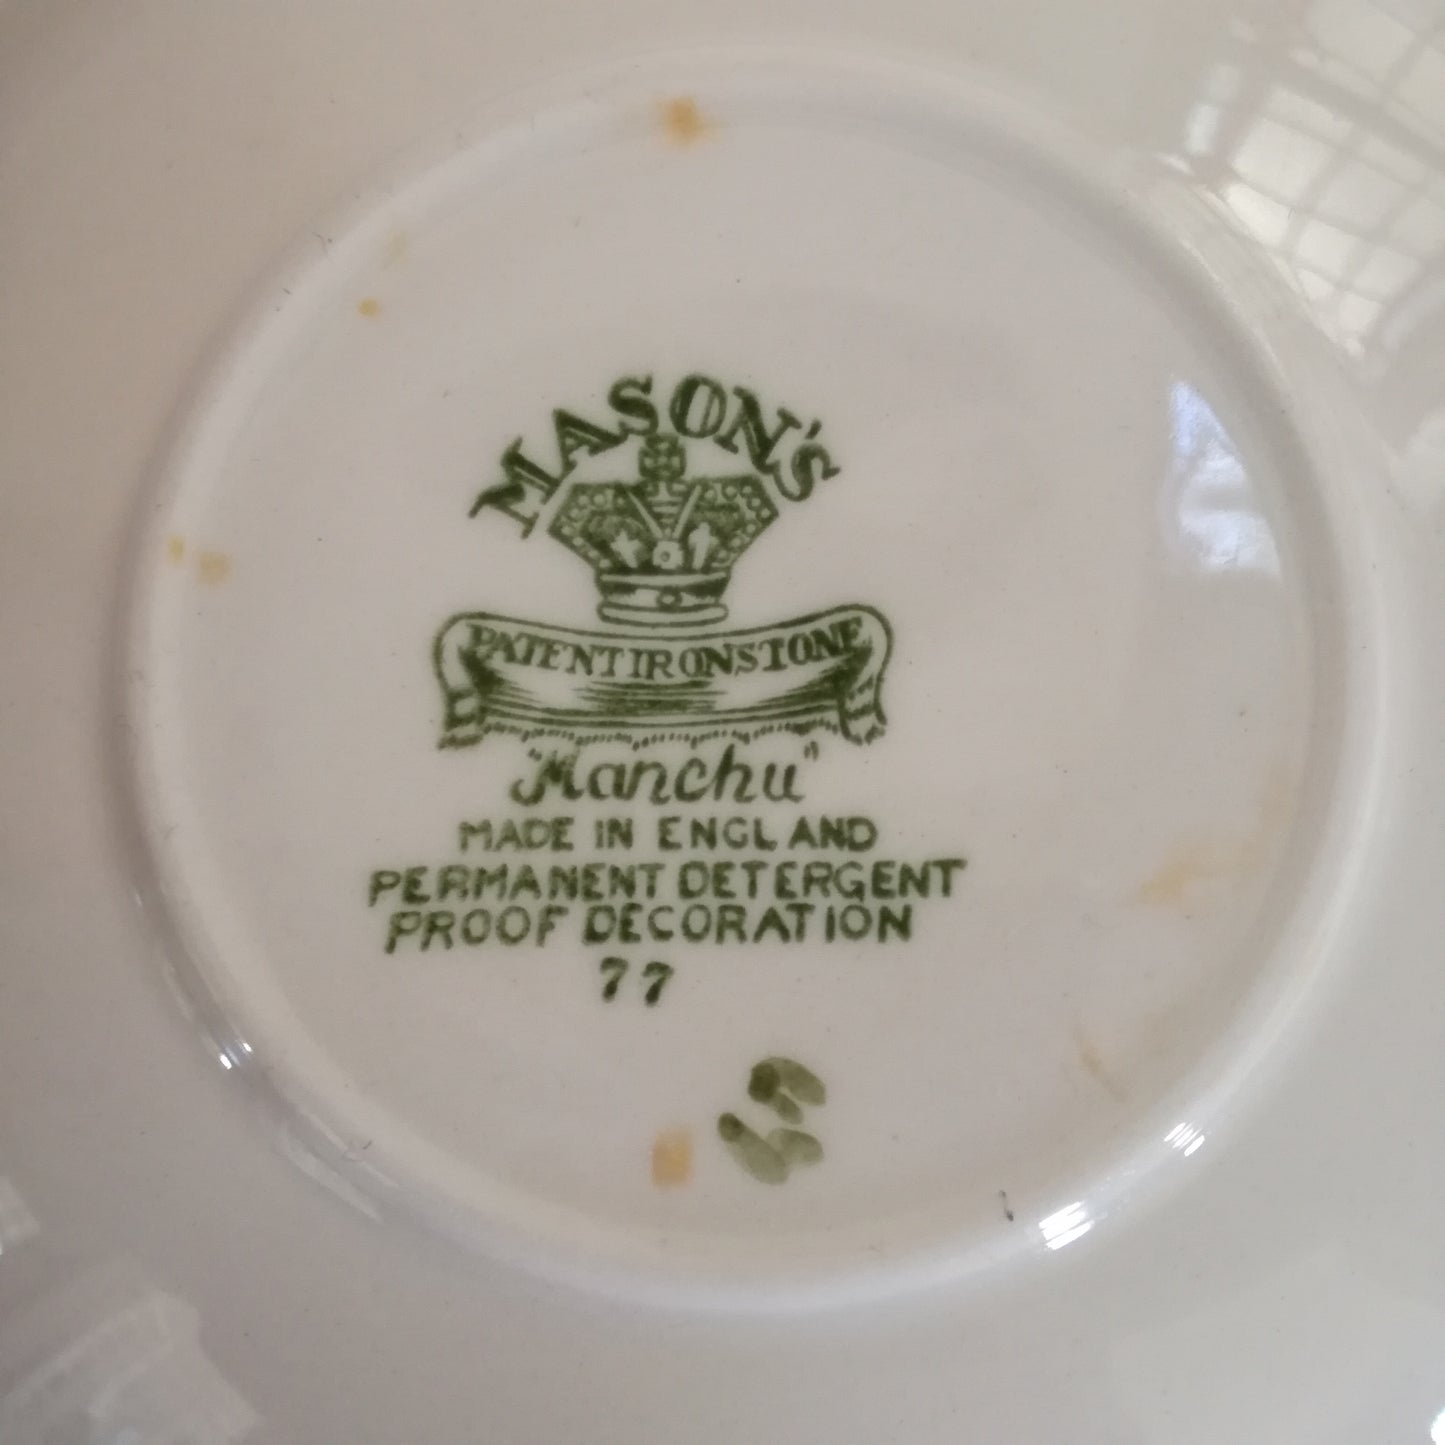 MASON'S
PATENT IRONSTONE
"Manchu"
MADE IN ENGLAND
PERMANENT DETERGENT
PROOF DECORATION
77